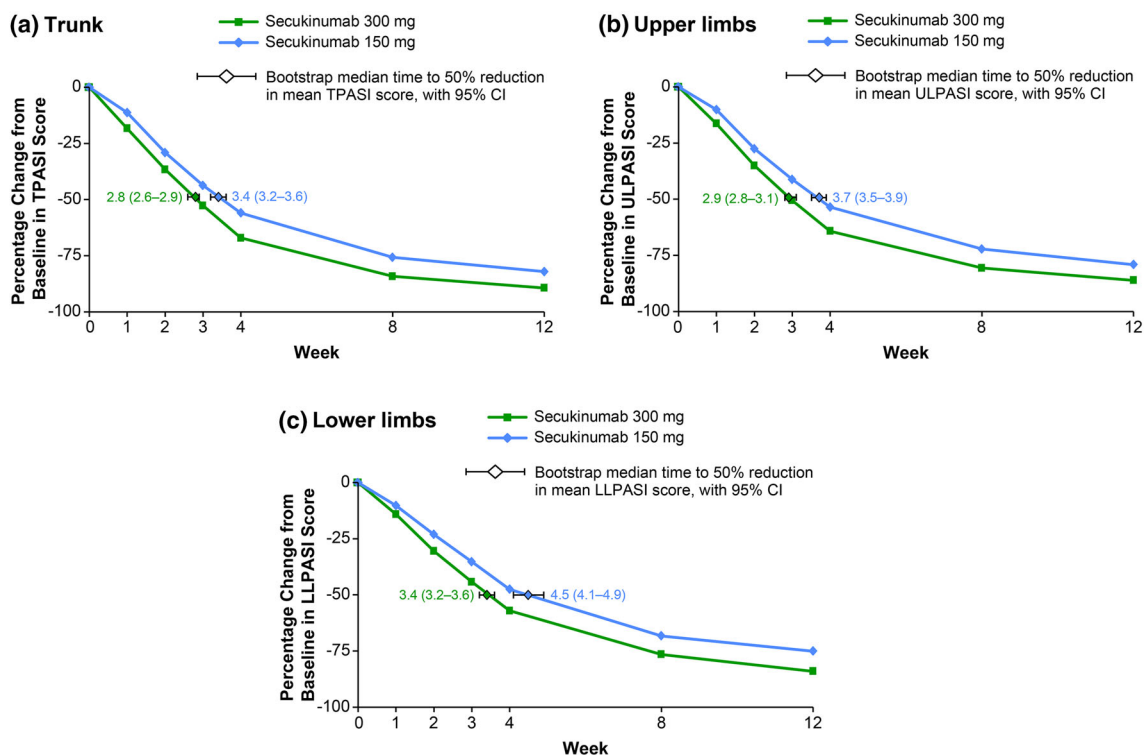 (a) Trunk
Secukinumab 300 mg
Secukinumab 150 mg
Bootstrap median time to 50% reduction
in mean TPASI score, with 95% CI
Percentage Change from
Baseline in TPASI Score
0
-25
-50
-75
-100
2.8 (2.6–2.9)
3.4 (3.2–3.6)
0 1 2 3 4 8 12
Week
(b) Upper limbs
Secukinumab 300 mg
Secukinumab 150 mg
Bootstrap median time to 50% reduction
in mean ULPASI score, with 95% CI
Percentage Change from
Baseline in ULPASI Score
0
-25
-50
-75
-100
2.9 (2.8–3.1)
3.7 (3.5–3.9)
0 1 2 3 4 8 12
Week
(c) Lower limbs
Secukinumab 300 mg
Secukinumab 150 mg
Bootstrap median time to 50% reduction
in mean LLPASI score, with 95% CI
Percentage Change from
Baseline in LLPASI Score
0
-25
-50
-75
-100
3.4 (3.2–3.6)
4.5 (4.1–4.9)
0 1 2 3 4 8 12
Week